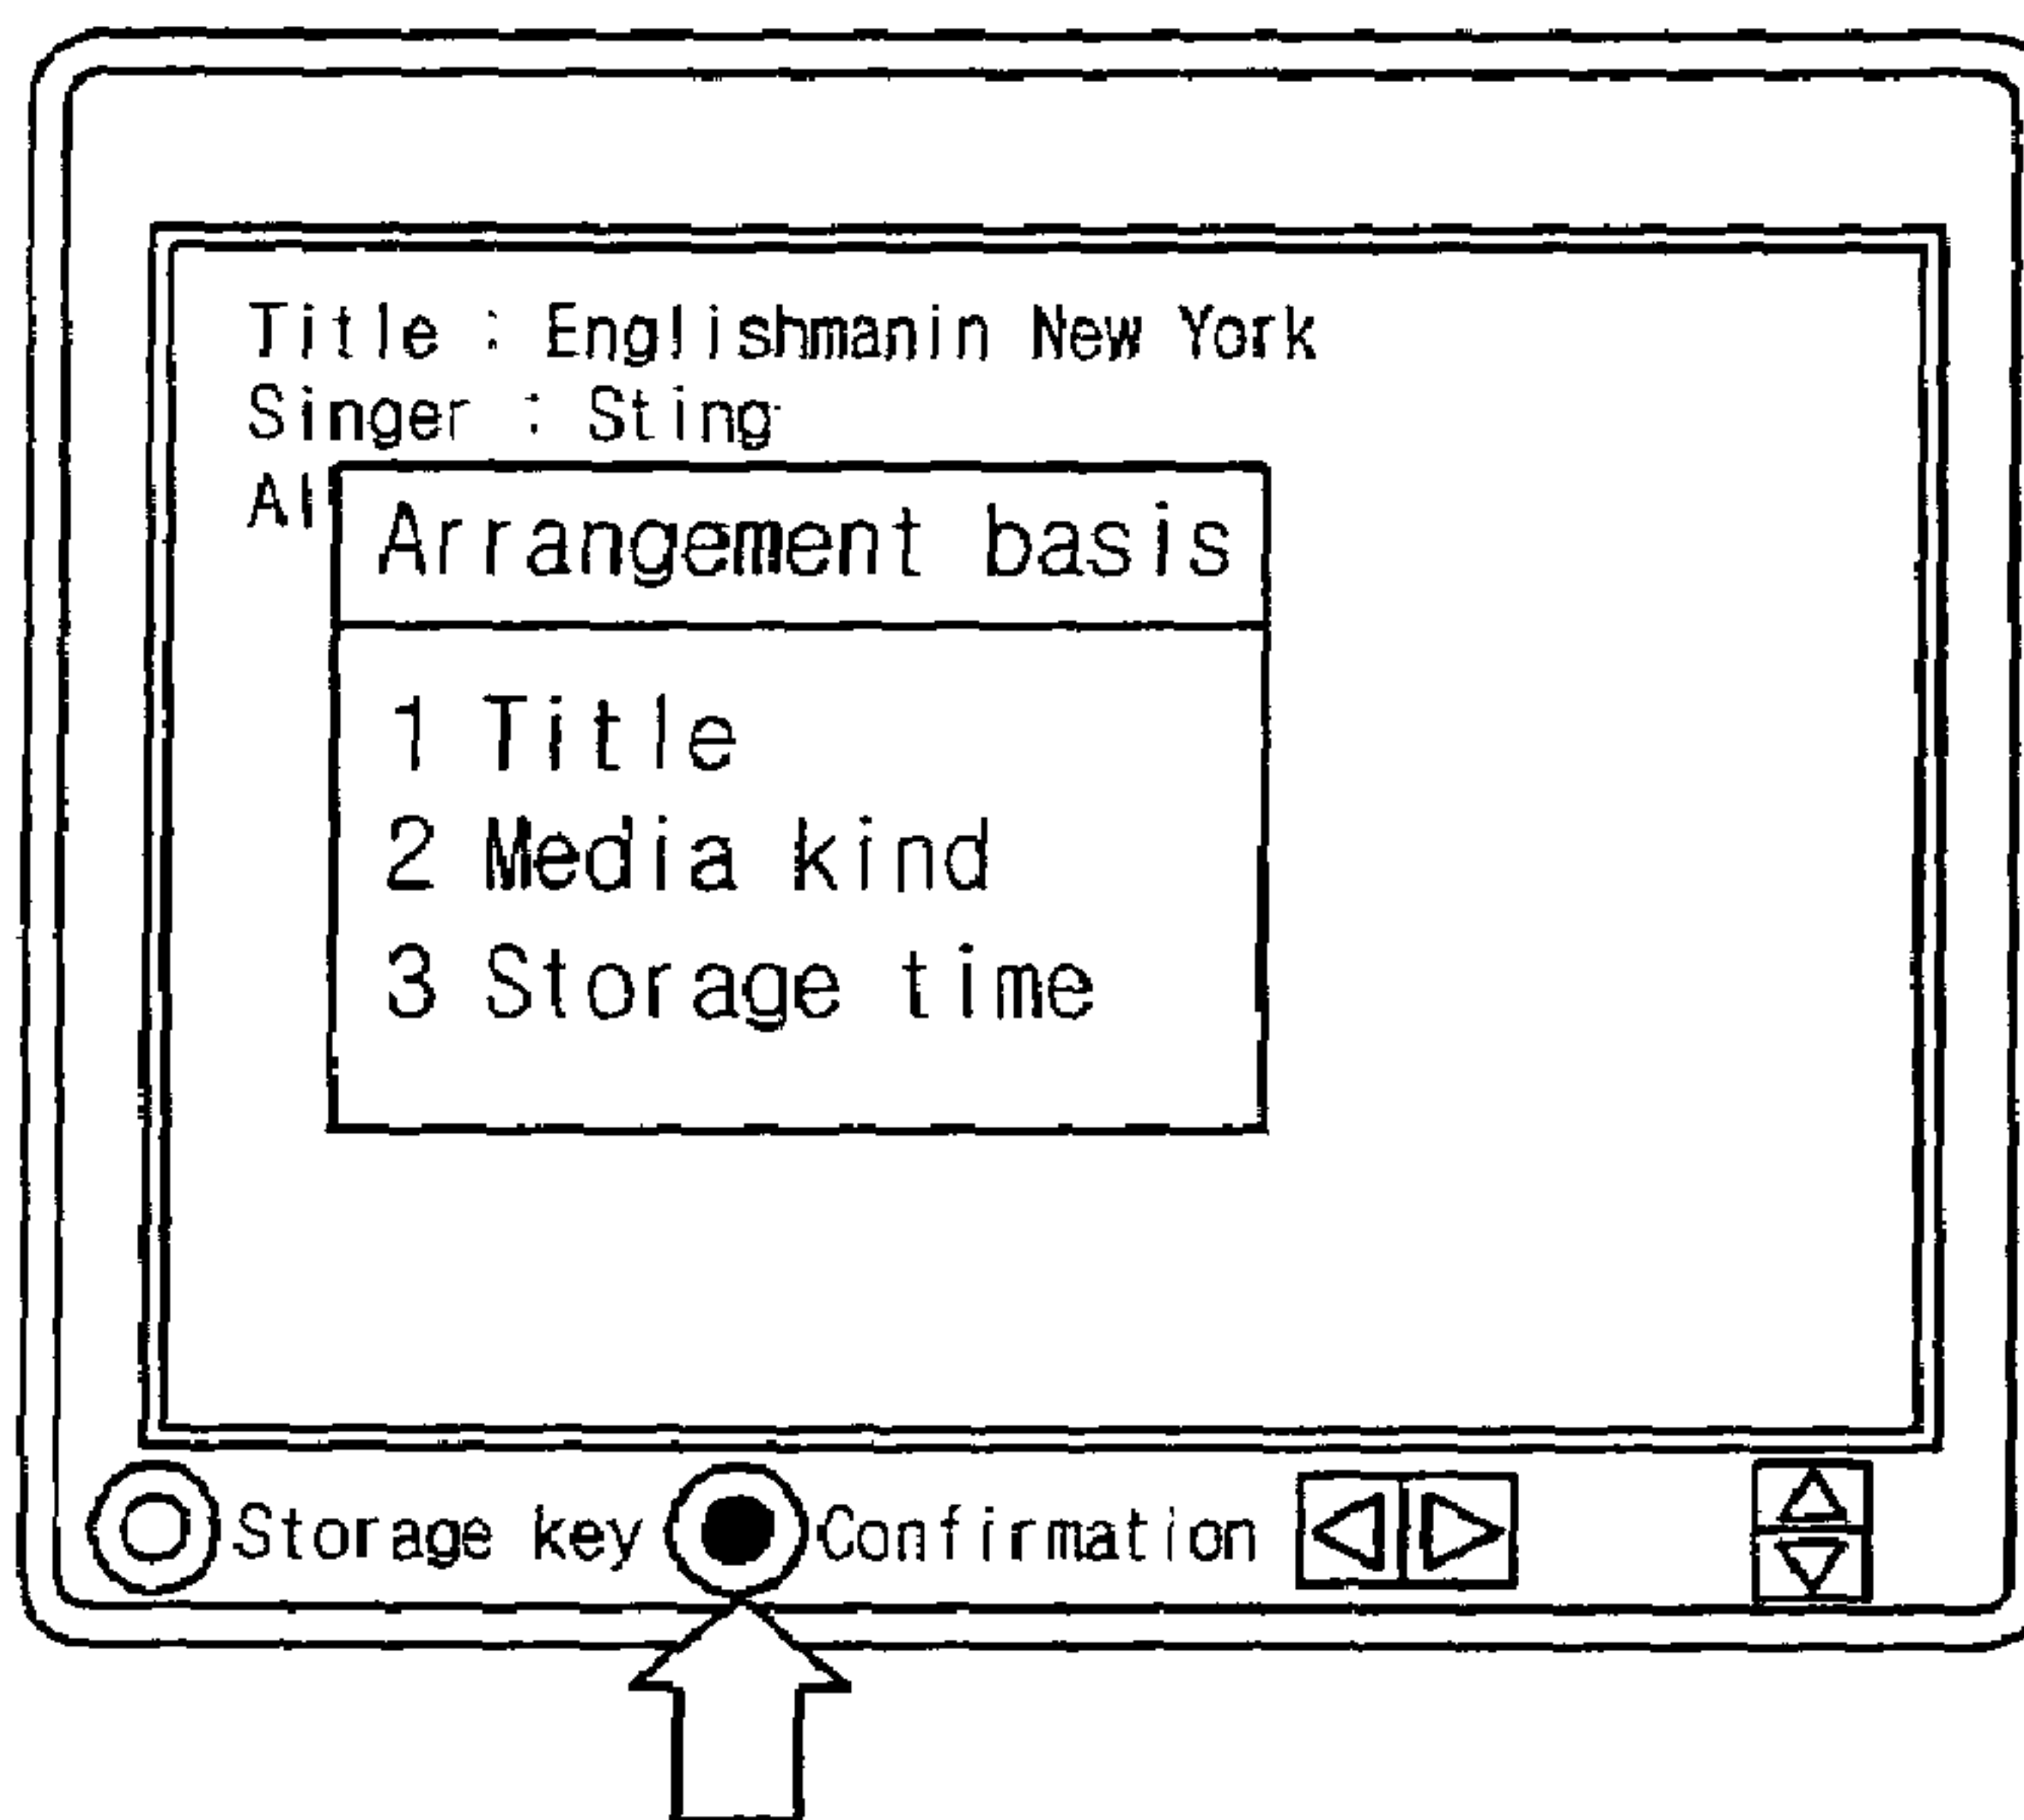 Title : Englishmanin New York
Singer : Sting
Arrangement basis
1 Title
2 Media kind
3 Storage time
Storage key Confirmation